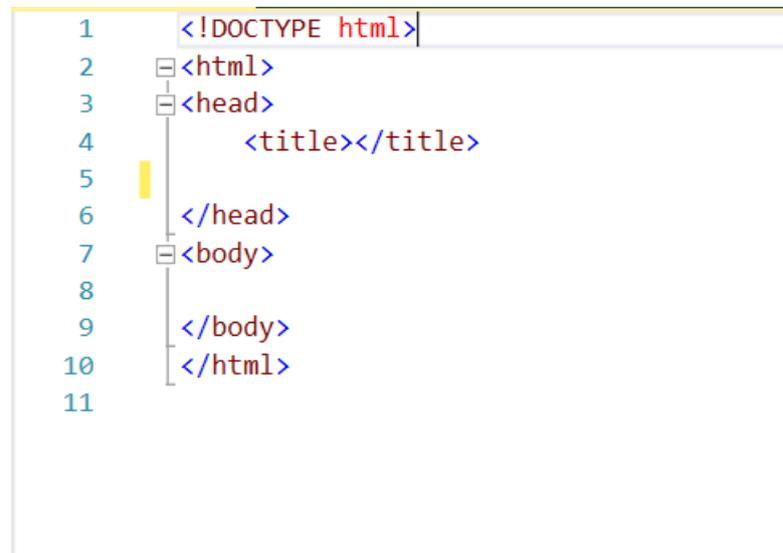 1 <!DOCTYPE html>
2 <html>
3 <head>
4 <title></title>
5
6 </head>
7 <body>
8
9 </body>
10 </html>
11